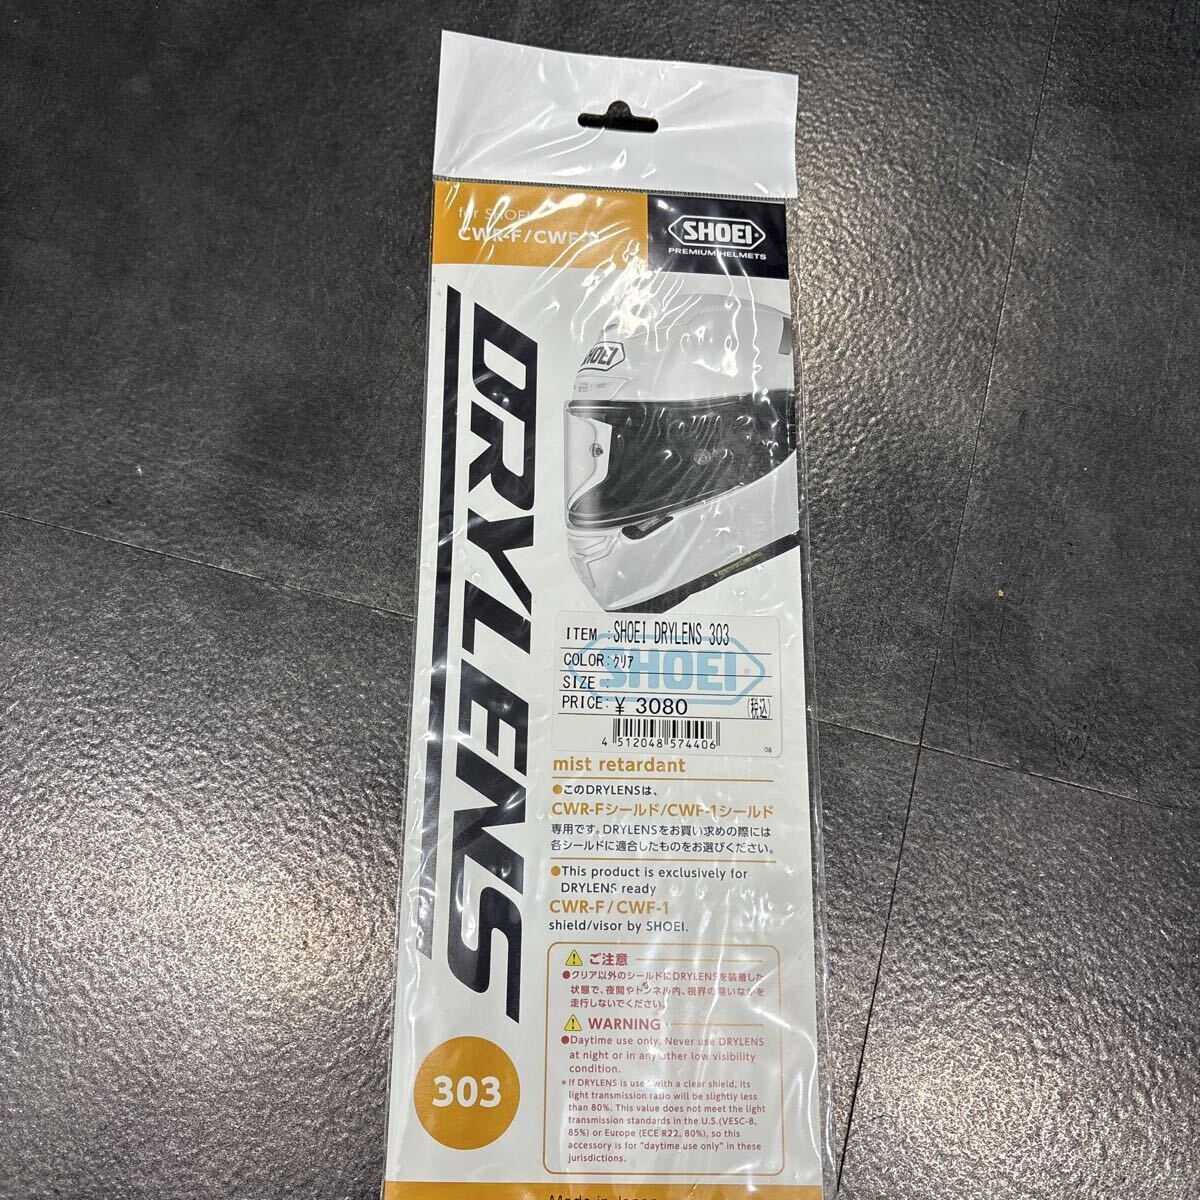 for SHOEI
CWR-F/CWF-1
SHOEI
PREMIUM HELMETS
DRYLENS
SHOEI
ITEM :SHOEI DRYLENS 303
COLOR:クリア
SHOEI
SIZE :
PRICE:¥ 3080 (税込)
4 512048 574406
08
mist retardant
●このDRYLENSは、
CWR-Fシールド/CWF-1シールド
専用です。DRYLENSをお買い求めの際には
各シールドに適合したものをお選びください。
●This product is exclusively for
DRYLENS ready
CWR-F/CWF-1
shield/visor by SHOEI.
ご注意
●クリア以外のシールドにDRYLENSを装着した
状態で、夜間やトンネル内、視界の悪いなかを
走行しないでください。
WARNING
●Daytime use only. Never use DRYLENS
at night or in any other low visibility
condition.
*If DRYLENS is used with a clear shield, its
light transmission ratio will be slightly less
than 80%. This value does not meet the light
transmission standards in the U.S.(VESC-8,
85%) or Europe (ECE R22, 80%), so this
accessory is for "daytime use only" in these
jurisdictions.
303
Made in Japan